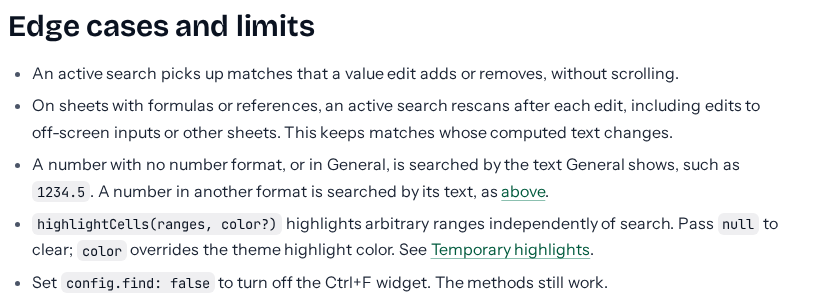 Edge cases and limits
• An active search picks up matches that a value edit adds or removes, without scrolling.
• On sheets with formulas or references, an active search rescans after each edit, including edits to
off-screen inputs or other sheets. This keeps matches whose computed text changes.
• A number with no number format, or in General, is searched by the text General shows, such as
1234.5 . A number in another format is searched by its text, as above.
• highlightCells(ranges, color?) highlights arbitrary ranges independently of search. Pass null to
clear; color overrides the theme highlight color. See Temporary highlights.
• Set config.find: false to turn off the Ctrl+F widget. The methods still work.